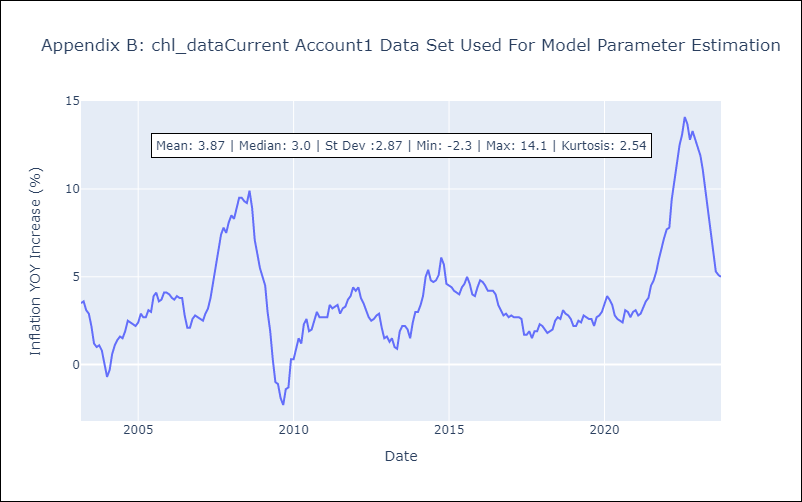 Appendix B: chl_dataCurrent Account1 Data Set Used For Model Parameter Estimation
15
Mean: 3.87 | Median: 3.0 | St Dev :2.87 | Min: -2.3 | Max: 14.1 | Kurtosis: 2.54
10
5
0
Inflation YOY Increase (%)
2005
2010
2015
2020
Date